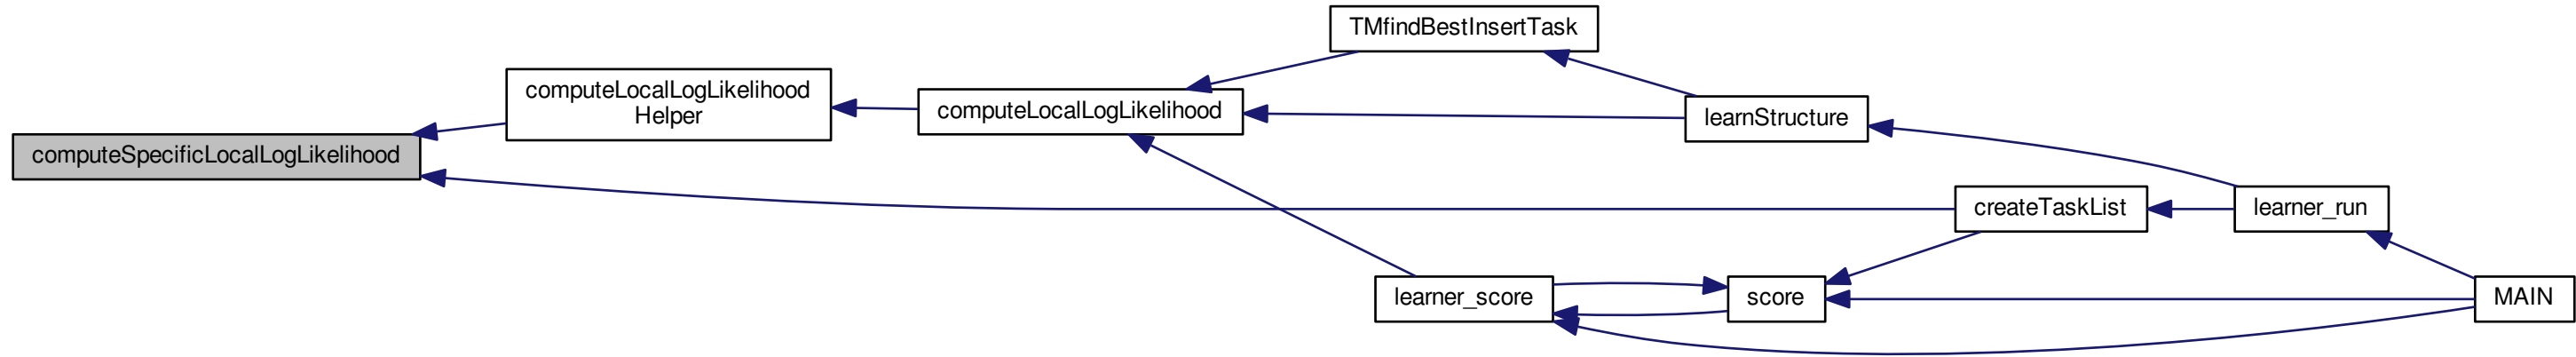 TMfindBestInsertTask
computeLocalLogLikelihood
Helper
computeLocalLogLikelihood
learnStructure
computeSpecificLocalLogLikelihood
createTaskList
learner_run
learner_score
score
MAIN